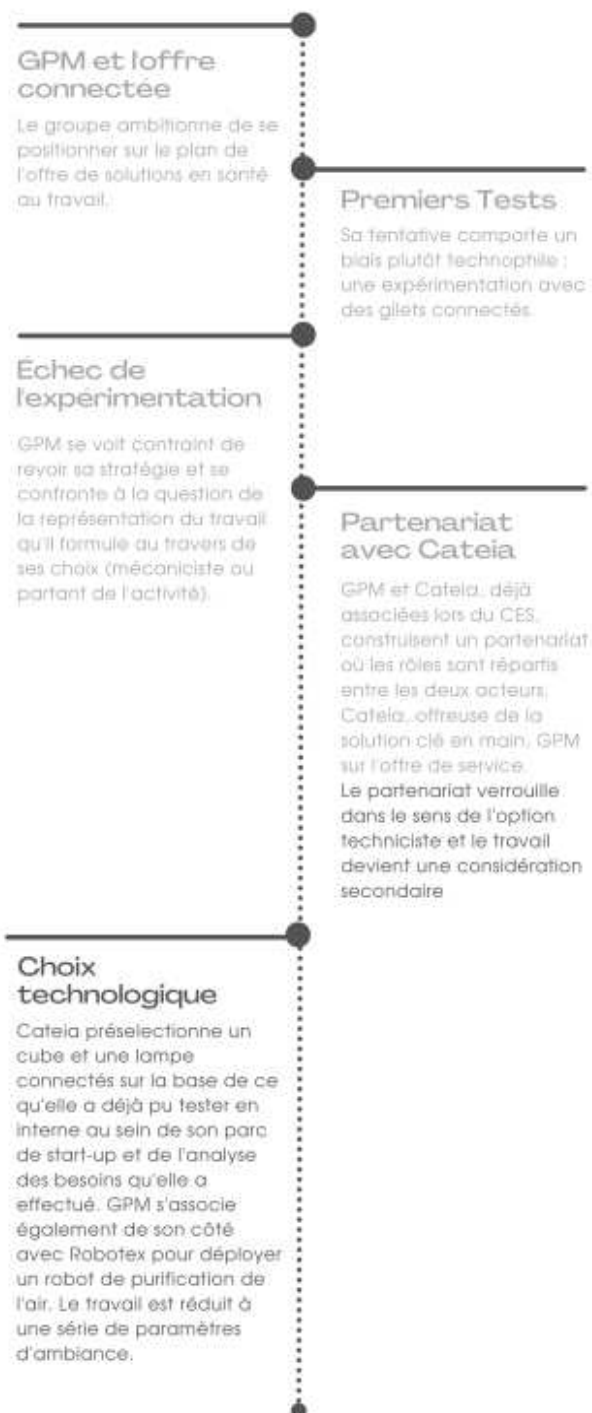 GPM et loffre
connectée
Le groupe ambitionne de se
positionner sur le plan de
l'offre de solutions en santé
au travail.
Premiers Tests
Sa tentative comporte un
biais plutôt technophile :
une expérimentation avec
des gilets connectés.
Échec de
l'expérimentation
GPM se voit contraint de
revoir sa stratégie et se
confronte à la question de
la représentation du travail
qu'il formule au travers de
ses choix (mécaniciste ou
partant de l'activité).
Partenariat
avec Cateia
GPM et Cateia, déjà
associées lors du CES,
construisent un partenariat
où les rôles sont répartis
entre les deux acteurs.
Cateia, offreuse de la
solution clé en main, GPM
sur l'offre de service.
Le partenariat verrouille
dans le sens de l'option
techniciste et le travail
devient une considération
secondaire
Choix
technologique
Cateia préselectionne un
cube et une lampe
connectés sur la base de ce
qu'elle a déjà pu tester en
interne au sein de son parc
de start-up et de l'analyse
des besoins qu'elle a
effectué. GPM s'associe
également de son côté
avec Robotex pour déployer
un robot de purification de
l'air. Le travail est réduit à
une série de paramètres
d'ambiance.